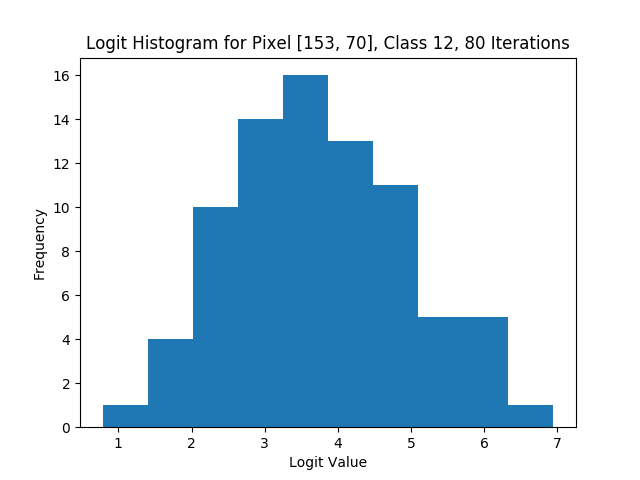 Logit Histogram for Pixel [153, 70], Class 12, 80 Iterations
16
14
12
10
8
6
4
2
0
Frequency
1 2 3 4 5 6 7
Logit Value